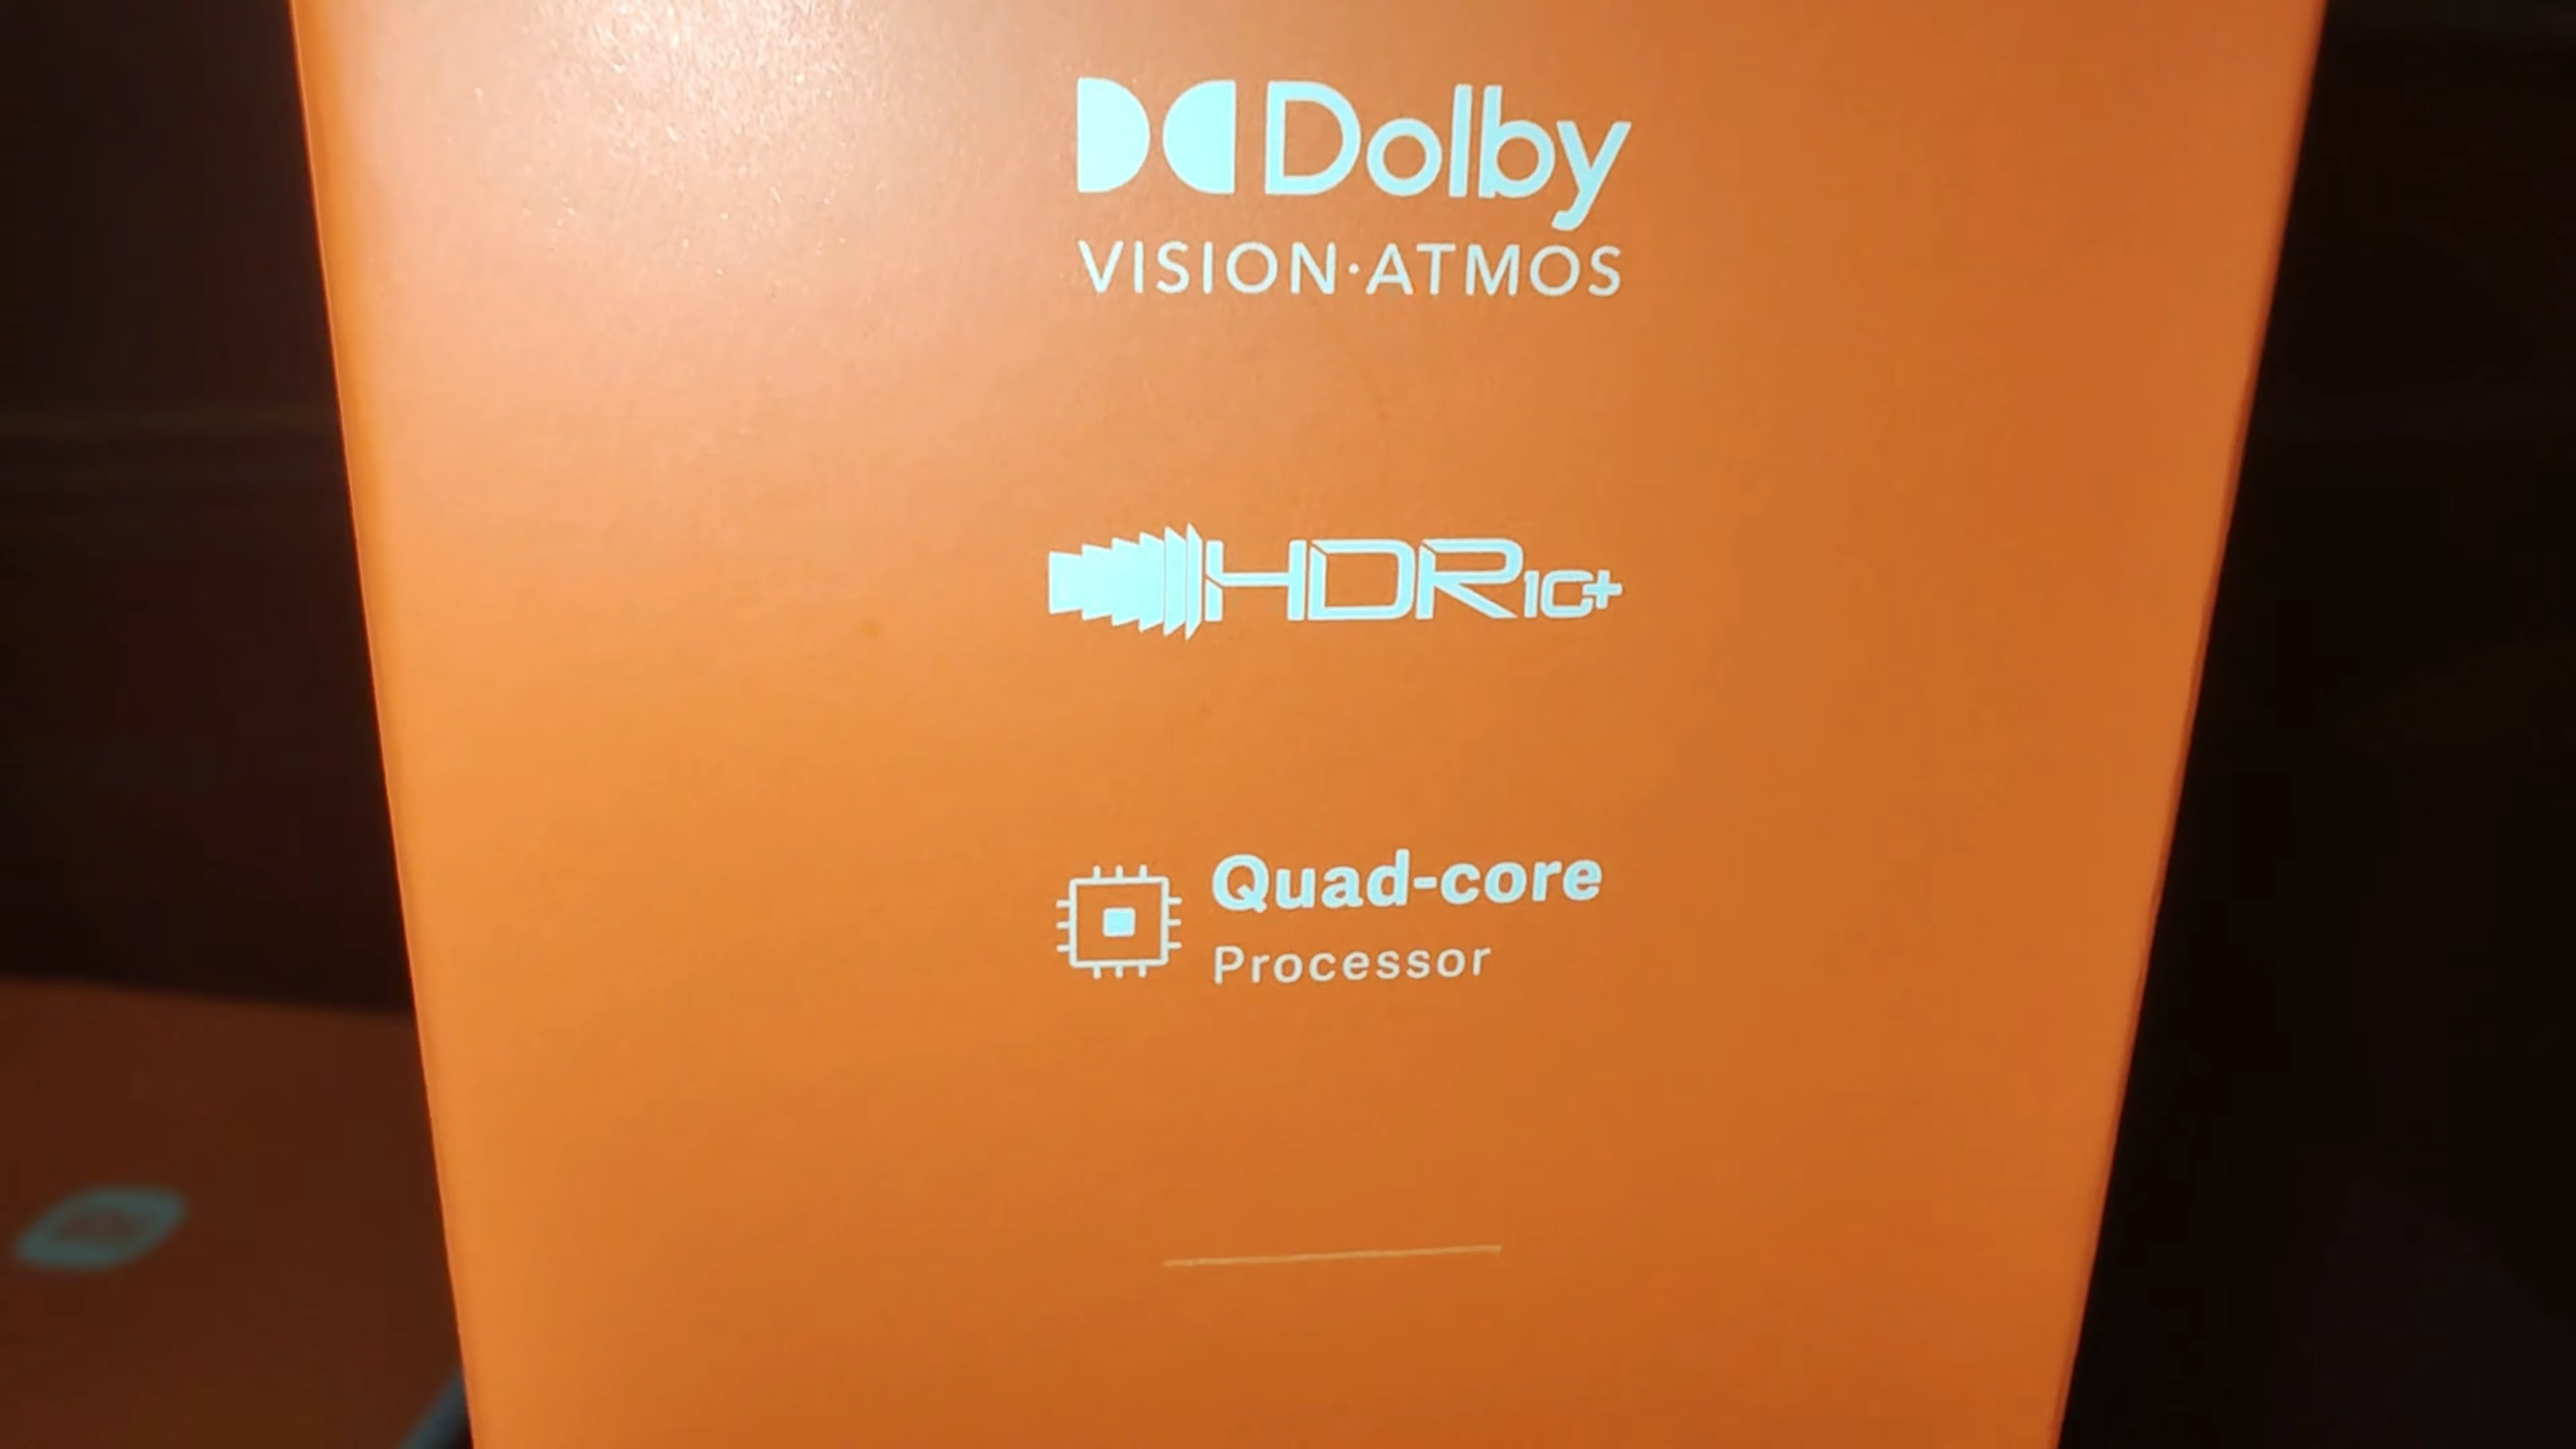 Dolby
VISION·ATMOS
HDR10+
Quad-core
Processor